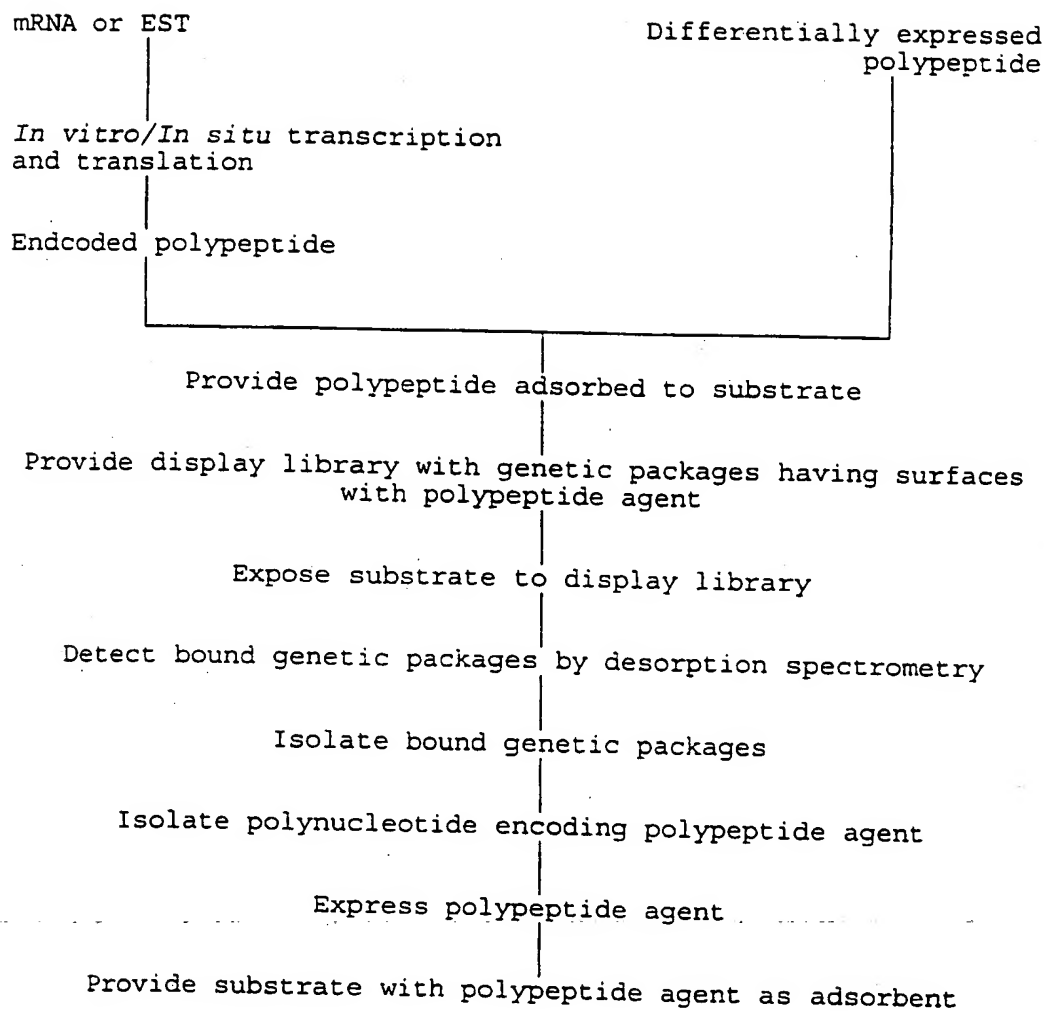 mRNA or EST
Differentially expressed
polypeptide
In vitro/In situ transcription
and translation
Endcoded polypeptide
Provide polypeptide adsorbed to substrate
Provide display library with genetic packages having surfaces
with polypeptide agent
Expose substrate to display library
Detect bound genetic packages by desorption spectrometry
Isolate bound genetic packages
Isolate polynucleotide encoding polypeptide agent
Express polypeptide agent
Provide substrate with polypeptide agent as adsorbent